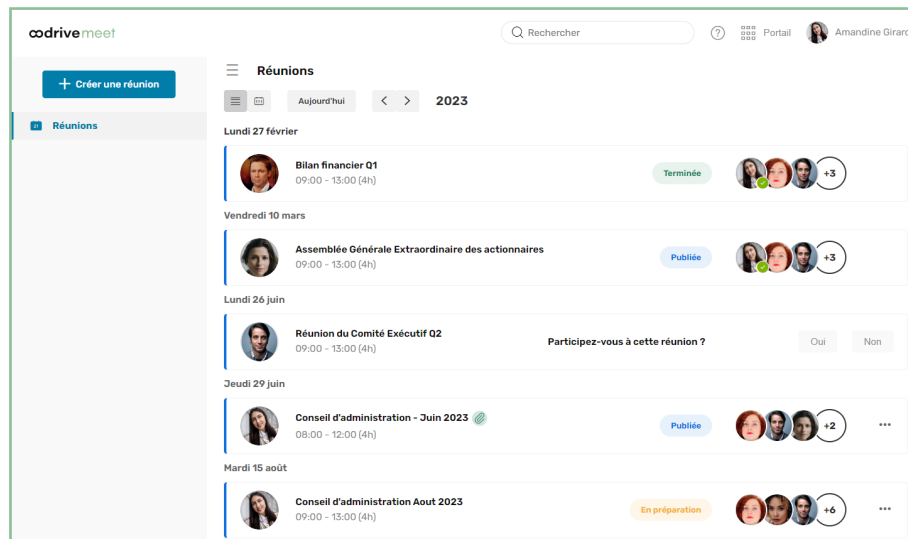 oodrive meet
Rechercher
?
Portail
Amandine Girard
+ Créer une réunion
Réunions
Réunions
Aujourd'hui
< >
2023
Lundi 27 février
Bilan financier Q1
09:00 - 13:00 (4h)
Terminée
+3
Vendredi 10 mars
Assemblée Générale Extraordinaire des actionnaires
09:00 - 13:00 (4h)
Publiée
+3
Lundi 26 juin
Réunion du Comité Exécutif Q2
09:00 - 13:00 (4h)
Participez-vous à cette réunion ?
Oui
Non
Jeudi 29 juin
Conseil d'administration - Juin 2023
08:00 - 12:00 (4h)
Publiée
+2
Mardi 15 août
Conseil d'administration Aout 2023
09:00 - 13:00 (4h)
En préparation
+6